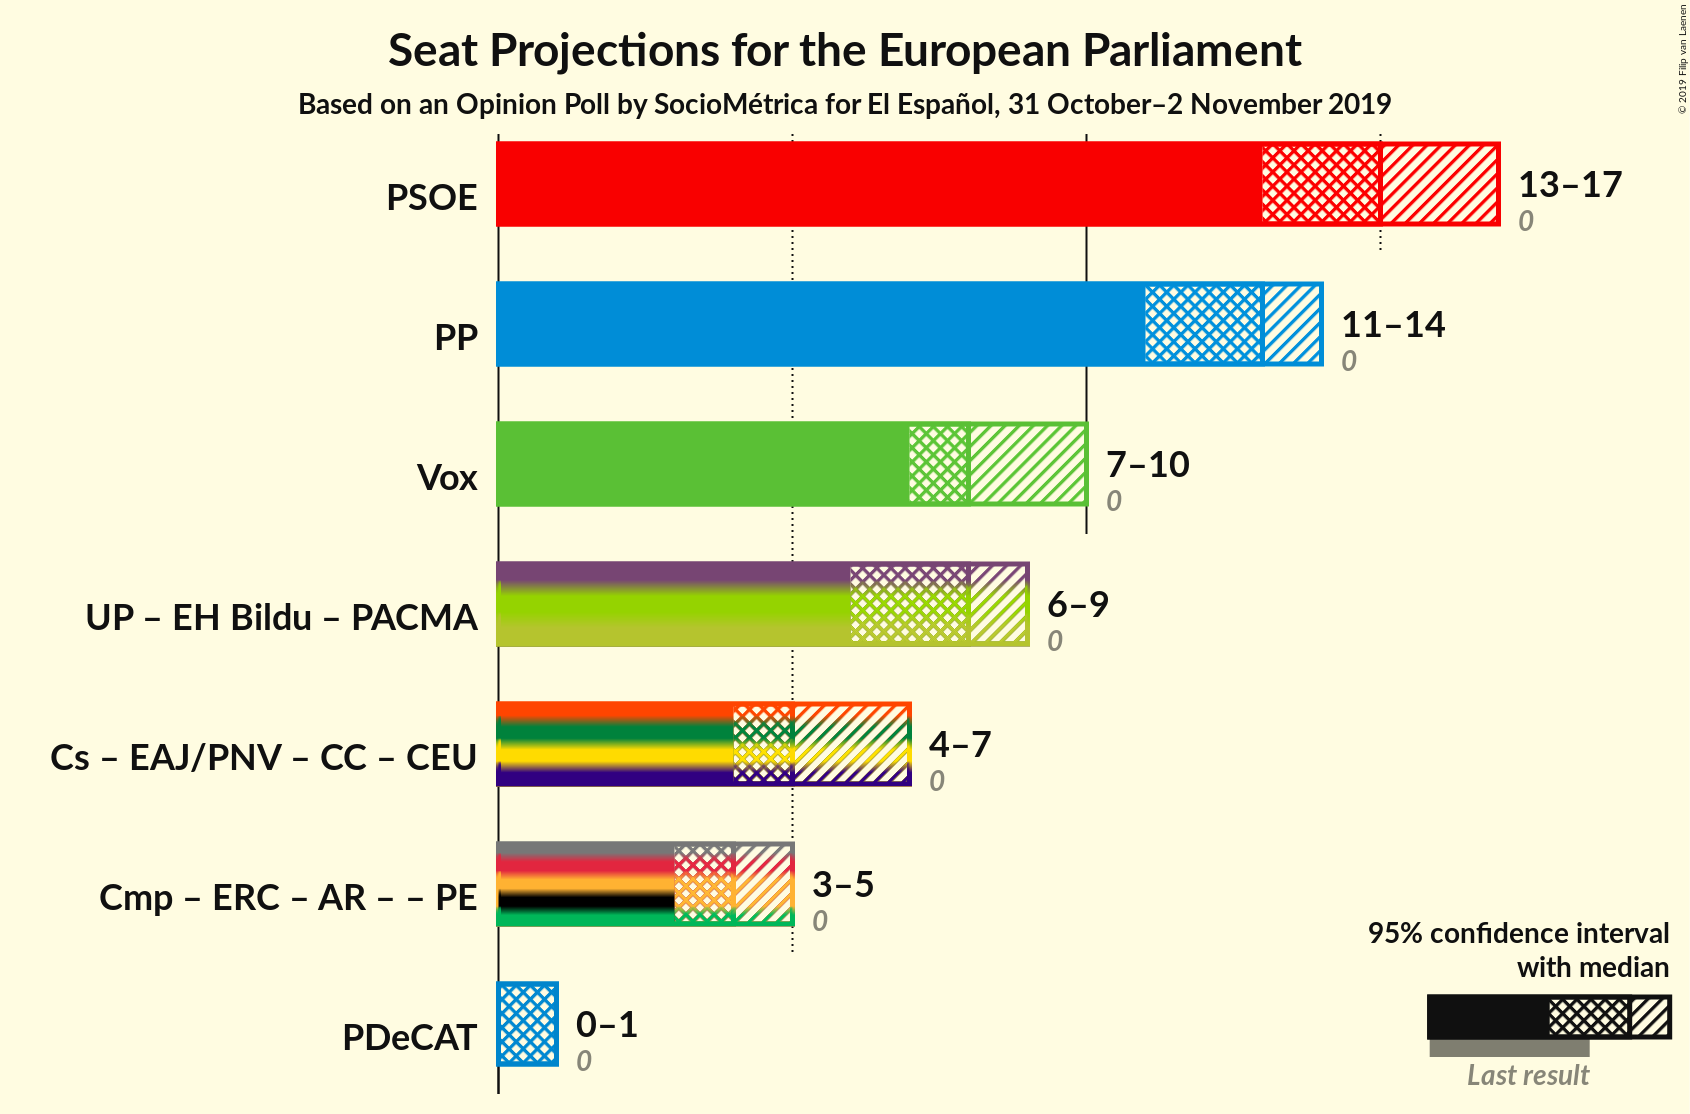 Seat Projections for the European Parliament
Based on an Opinion Poll by SocioMétrica for El Español, 31 October–2 November 2019
© 2019 Filip van Laenen
PSOE
13–17
0
PP
11–14
0
Vox
7–10
0
UP – EH Bildu – PACMA
6–9
0
Cs – EAJ/PNV – CC – CEU
4–7
0
Cmp – ERC – AR – – PE
3–5
0
PDeCAT
0–1
0
95% confidence interval
with median
Last result